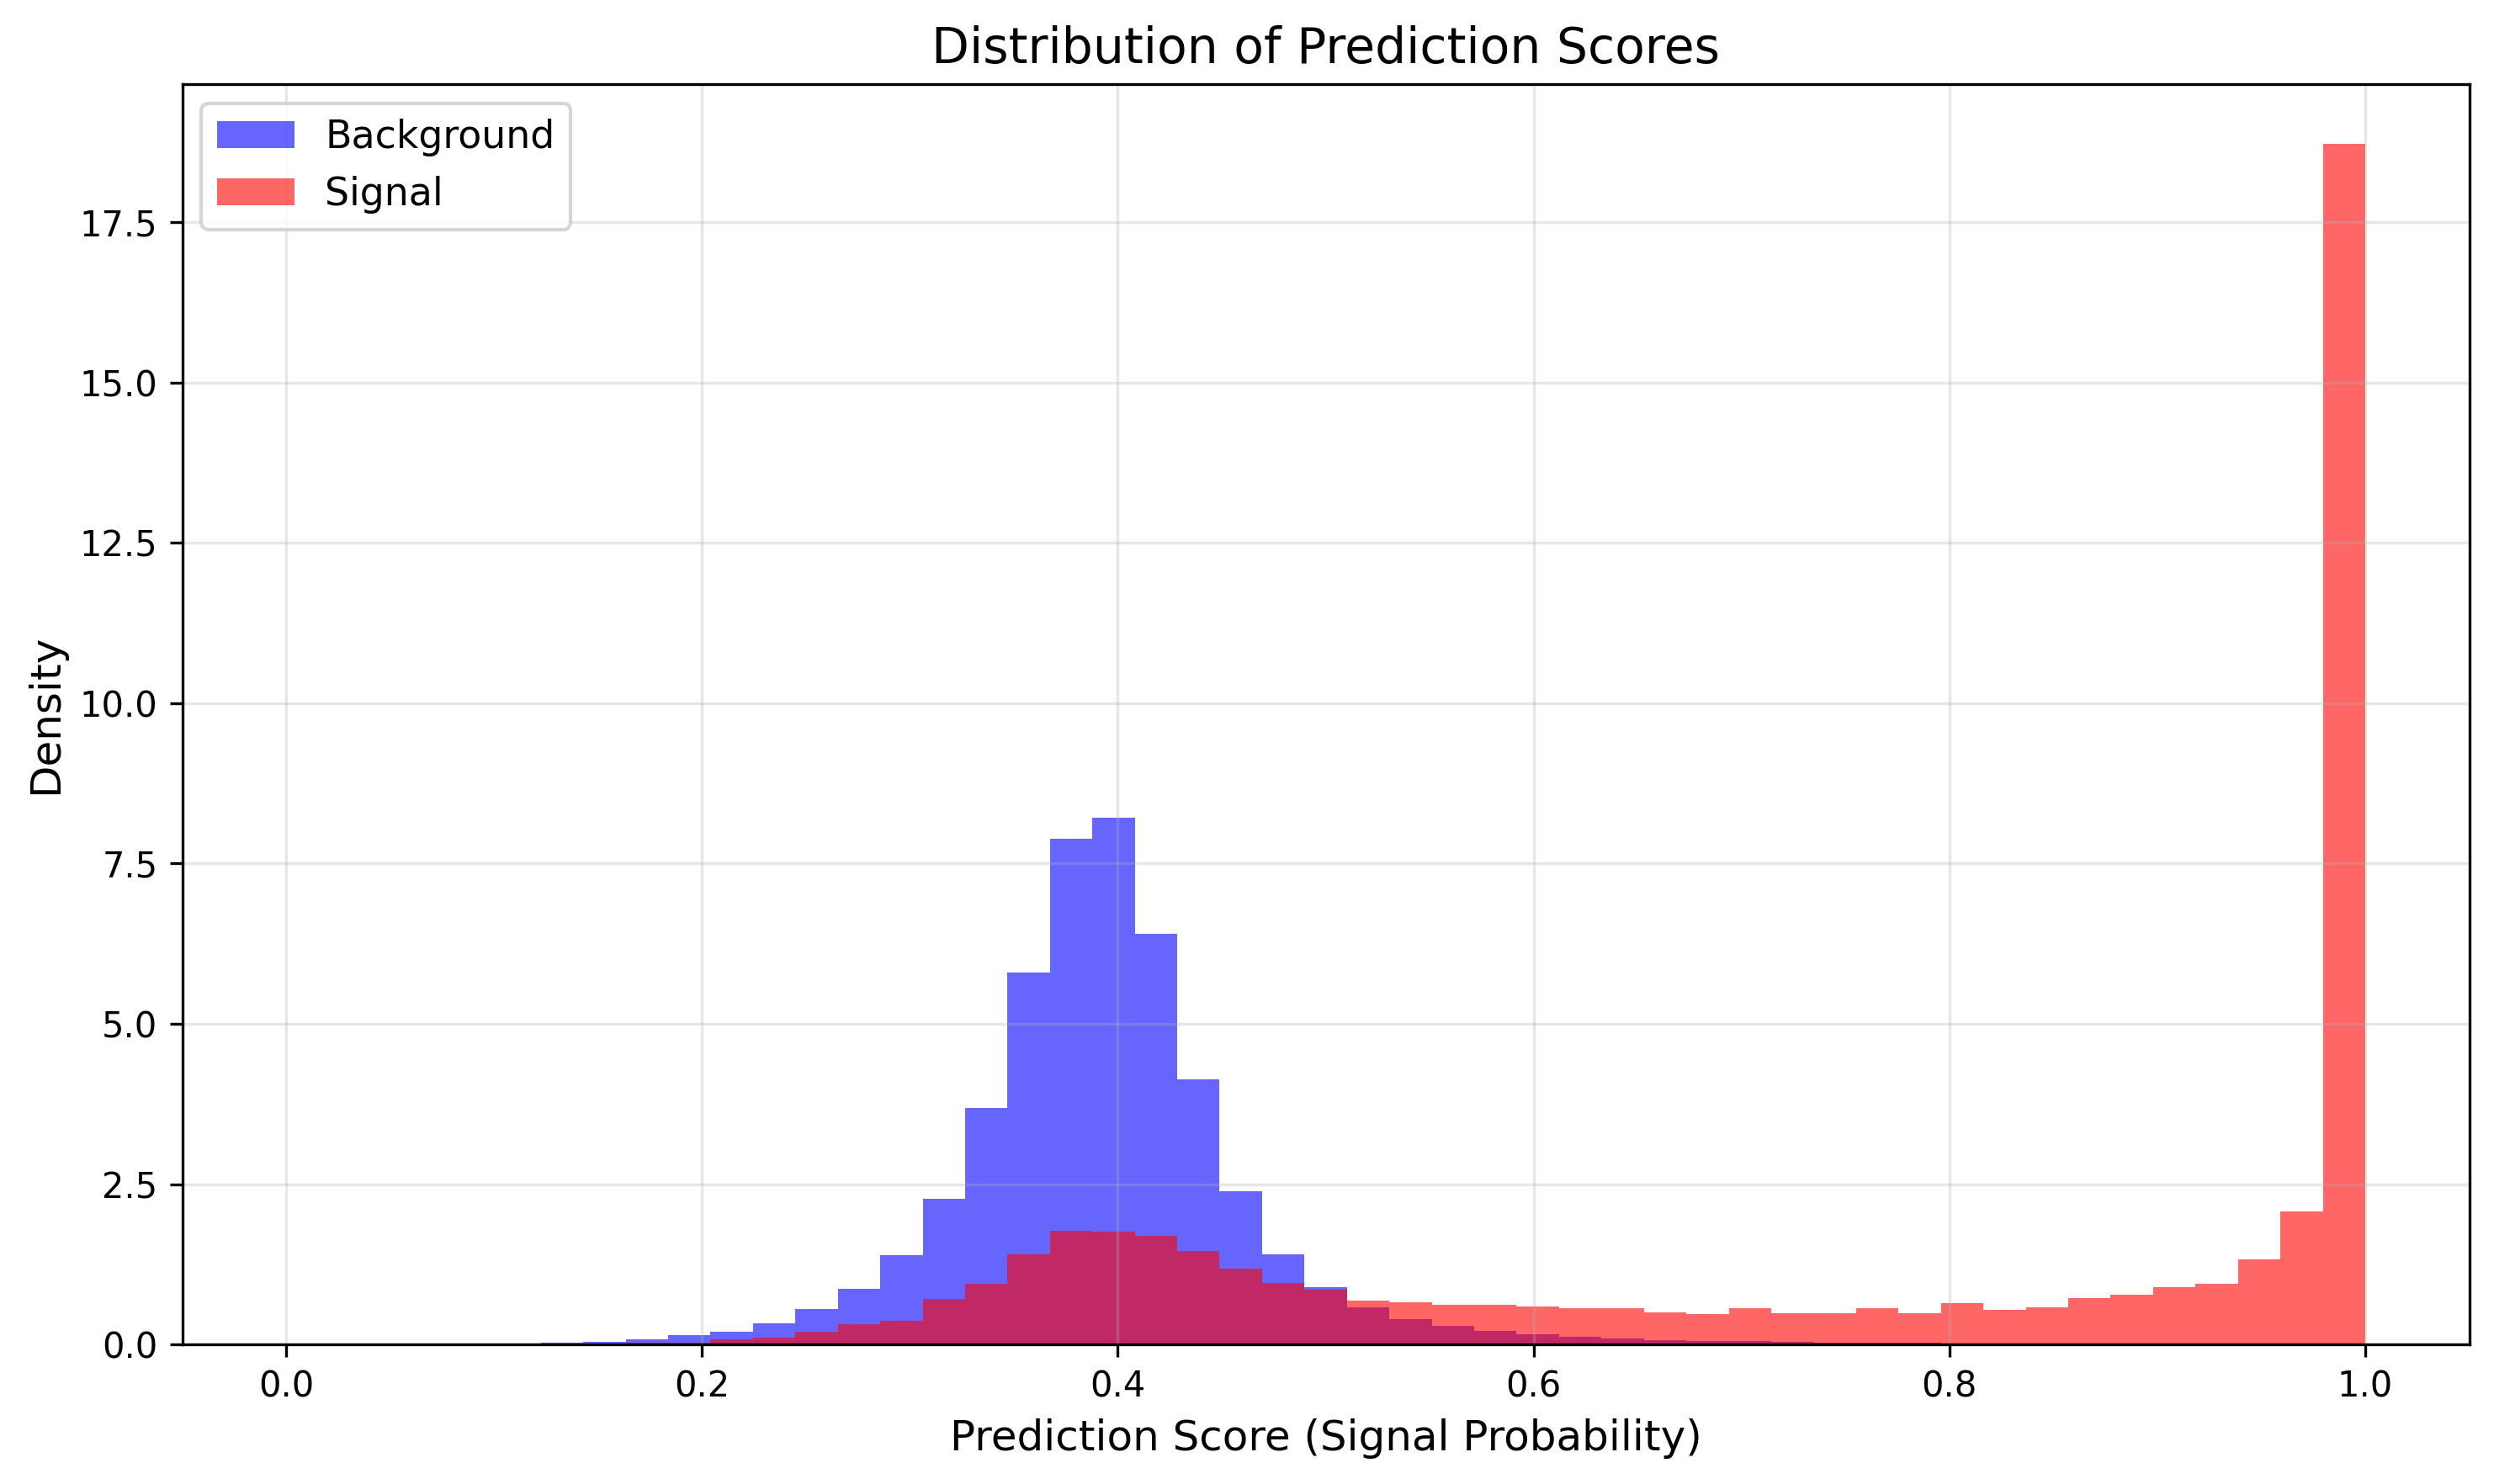 Distribution of Prediction Scores
Background
Signal
17.5
15.0
12.5
10.0
7.5
5.0
2.5
0.0
Density
0.0 0.2 0.4 0.6 0.8 1.0
Prediction Score (Signal Probability)